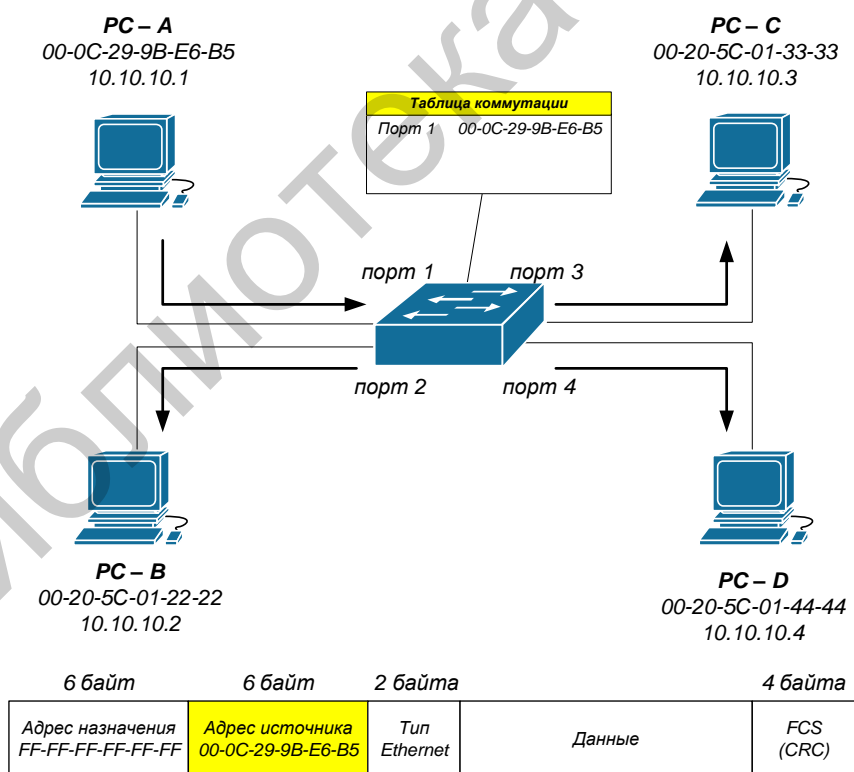 PC – A
00-0C-29-9B-E6-B5
10.10.10.1
PC – C
00-20-5C-01-33-33
10.10.10.3
Таблица коммутации
Порт 1 00-0C-29-9B-E6-B5
порт 1
порт 3
порт 2
порт 4
PC – B
00-20-5C-01-22-22
10.10.10.2
PC – D
00-20-5C-01-44-44
10.10.10.4
6 байт
6 байт
2 байта
4 байта
Адрес назначения
FF-FF-FF-FF-FF-FF
Адрес источника
00-0C-29-9B-E6-B5
Тип
Ethernet
Данные
FCS
(CRC)
иблиотека